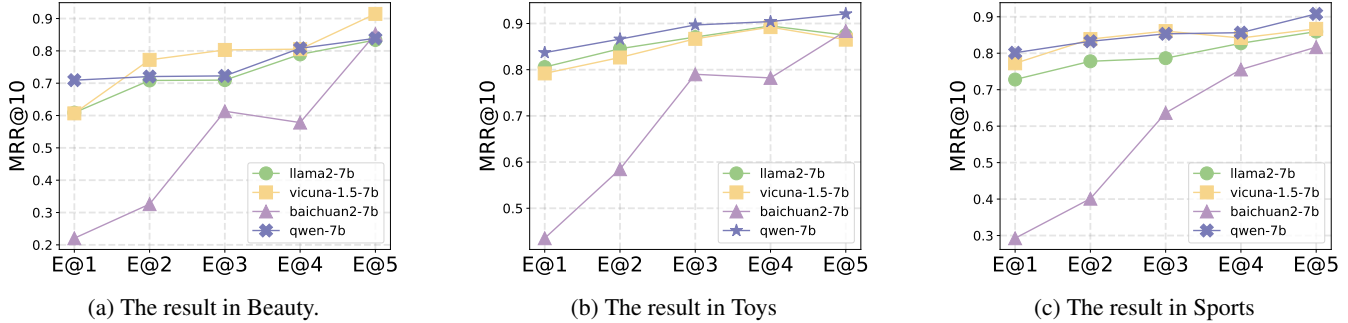 MRR@10
0.9
0.8
0.7
0.6
0.5
0.4
0.3
0.2
E@1 E@2 E@3 E@4 E@5
llama2-7b
vicuna-1.5-7b
baichuan2-7b
qwen-7b
(a) The result in Beauty.
MRR@10
0.9
0.8
0.7
0.6
0.5
E@1 E@2 E@3 E@4 E@5
llama2-7b
vicuna-1.5-7b
baichuan2-7b
qwen-7b
(b) The result in Toys
MRR@10
0.9
0.8
0.7
0.6
0.5
0.4
0.3
E@1 E@2 E@3 E@4 E@5
llama2-7b
vicuna-1.5-7b
baichuan2-7b
qwen-7b
(c) The result in Sports